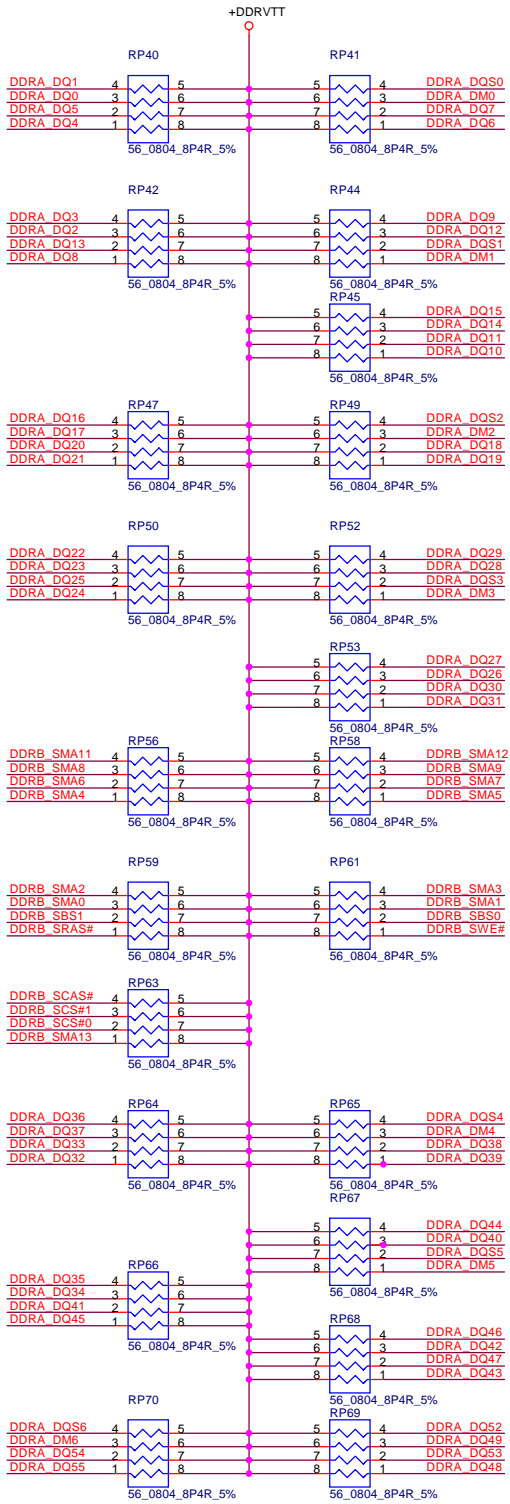 +DDRVTT
RP40 RP41
DDRA_DQ1 4 5 5 4 DDRA_DQS0
DDRA_DQ0 3 6 6 3 DDRA_DM0
DDRA_DQ5 2 7 7 2 DDRA_DQ7
DDRA_DQ4 1 8 8 1 DDRA_DQ6
56_0804_8P4R_5% 56_0804_8P4R_5%
RP42 RP44
DDRA_DQ3 4 5 5 4 DDRA_DQ9
DDRA_DQ2 3 6 6 3 DDRA_DQ12
DDRA_DQ13 2 7 7 2 DDRA_DQS1
DDRA_DQ8 1 8 8 1 DDRA_DM1
56_0804_8P4R_5% 56_0804_8P4R_5%
RP45
5 4 DDRA_DQ15
6 3 DDRA_DQ14
7 2 DDRA_DQ11
8 1 DDRA_DQ10
56_0804_8P4R_5%
RP47 RP49
DDRA_DQ16 4 5 5 4 DDRA_DQS2
DDRA_DQ17 3 6 6 3 DDRA_DM2
DDRA_DQ20 2 7 7 2 DDRA_DQ18
DDRA_DQ21 1 8 8 1 DDRA_DQ19
56_0804_8P4R_5% 56_0804_8P4R_5%
RP50 RP52
DDRA_DQ22 4 5 5 4 DDRA_DQ29
DDRA_DQ23 3 6 6 3 DDRA_DQ28
DDRA_DQ25 2 7 7 2 DDRA_DQS3
DDRA_DQ24 1 8 8 1 DDRA_DM3
56_0804_8P4R_5% 56_0804_8P4R_5%
RP53
5 4 DDRA_DQ27
6 3 DDRA_DQ26
7 2 DDRA_DQ30
8 1 DDRA_DQ31
56_0804_8P4R_5%
RP56 RP58
DDRB_SMA11 4 5 5 4 DDRB_SMA12
DDRB_SMA8 3 6 6 3 DDRB_SMA9
DDRB_SMA6 2 7 7 2 DDRB_SMA7
DDRB_SMA4 1 8 8 1 DDRB_SMA5
56_0804_8P4R_5% 56_0804_8P4R_5%
RP59 RP61
DDRB_SMA2 4 5 5 4 DDRB_SMA3
DDRB_SMA0 3 6 6 3 DDRB_SMA1
DDRB_SBS1 2 7 7 2 DDRB_SBS0
DDRB_SRAS# 1 8 8 1 DDRB_SWE#
56_0804_8P4R_5% 56_0804_8P4R_5%
RP63
DDRB_SCAS# 4 5
DDRB_SCS#1 3 6
DDRB_SCS#0 2 7
DDRB_SMA13 1 8
56_0804_8P4R_5%
RP64 RP65
DDRA_DQ36 4 5 5 4 DDRA_DQS4
DDRA_DQ37 3 6 6 3 DDRA_DM4
DDRA_DQ33 2 7 7 2 DDRA_DQ38
DDRA_DQ32 1 8 8 1 DDRA_DQ39
56_0804_8P4R_5% 56_0804_8P4R_5%
RP67
5 4 DDRA_DQ44
6 3 DDRA_DQ40
7 2 DDRA_DQS5
8 1 DDRA_DM5
56_0804_8P4R_5%
RP66
DDRA_DQ35 4 5
DDRA_DQ34 3 6
DDRA_DQ41 2 7
DDRA_DQ45 1 8
56_0804_8P4R_5%
RP68
5 4 DDRA_DQ46
6 3 DDRA_DQ42
7 2 DDRA_DQ47
8 1 DDRA_DQ43
56_0804_8P4R_5%
RP70 RP69
DDRA_DQS6 4 5 5 4 DDRA_DQ52
DDRA_DM6 3 6 6 3 DDRA_DQ49
DDRA_DQ54 2 7 7 2 DDRA_DQ53
DDRA_DQ55 1 8 8 1 DDRA_DQ48
56_0804_8P4R_5% 56_0804_8P4R_5%